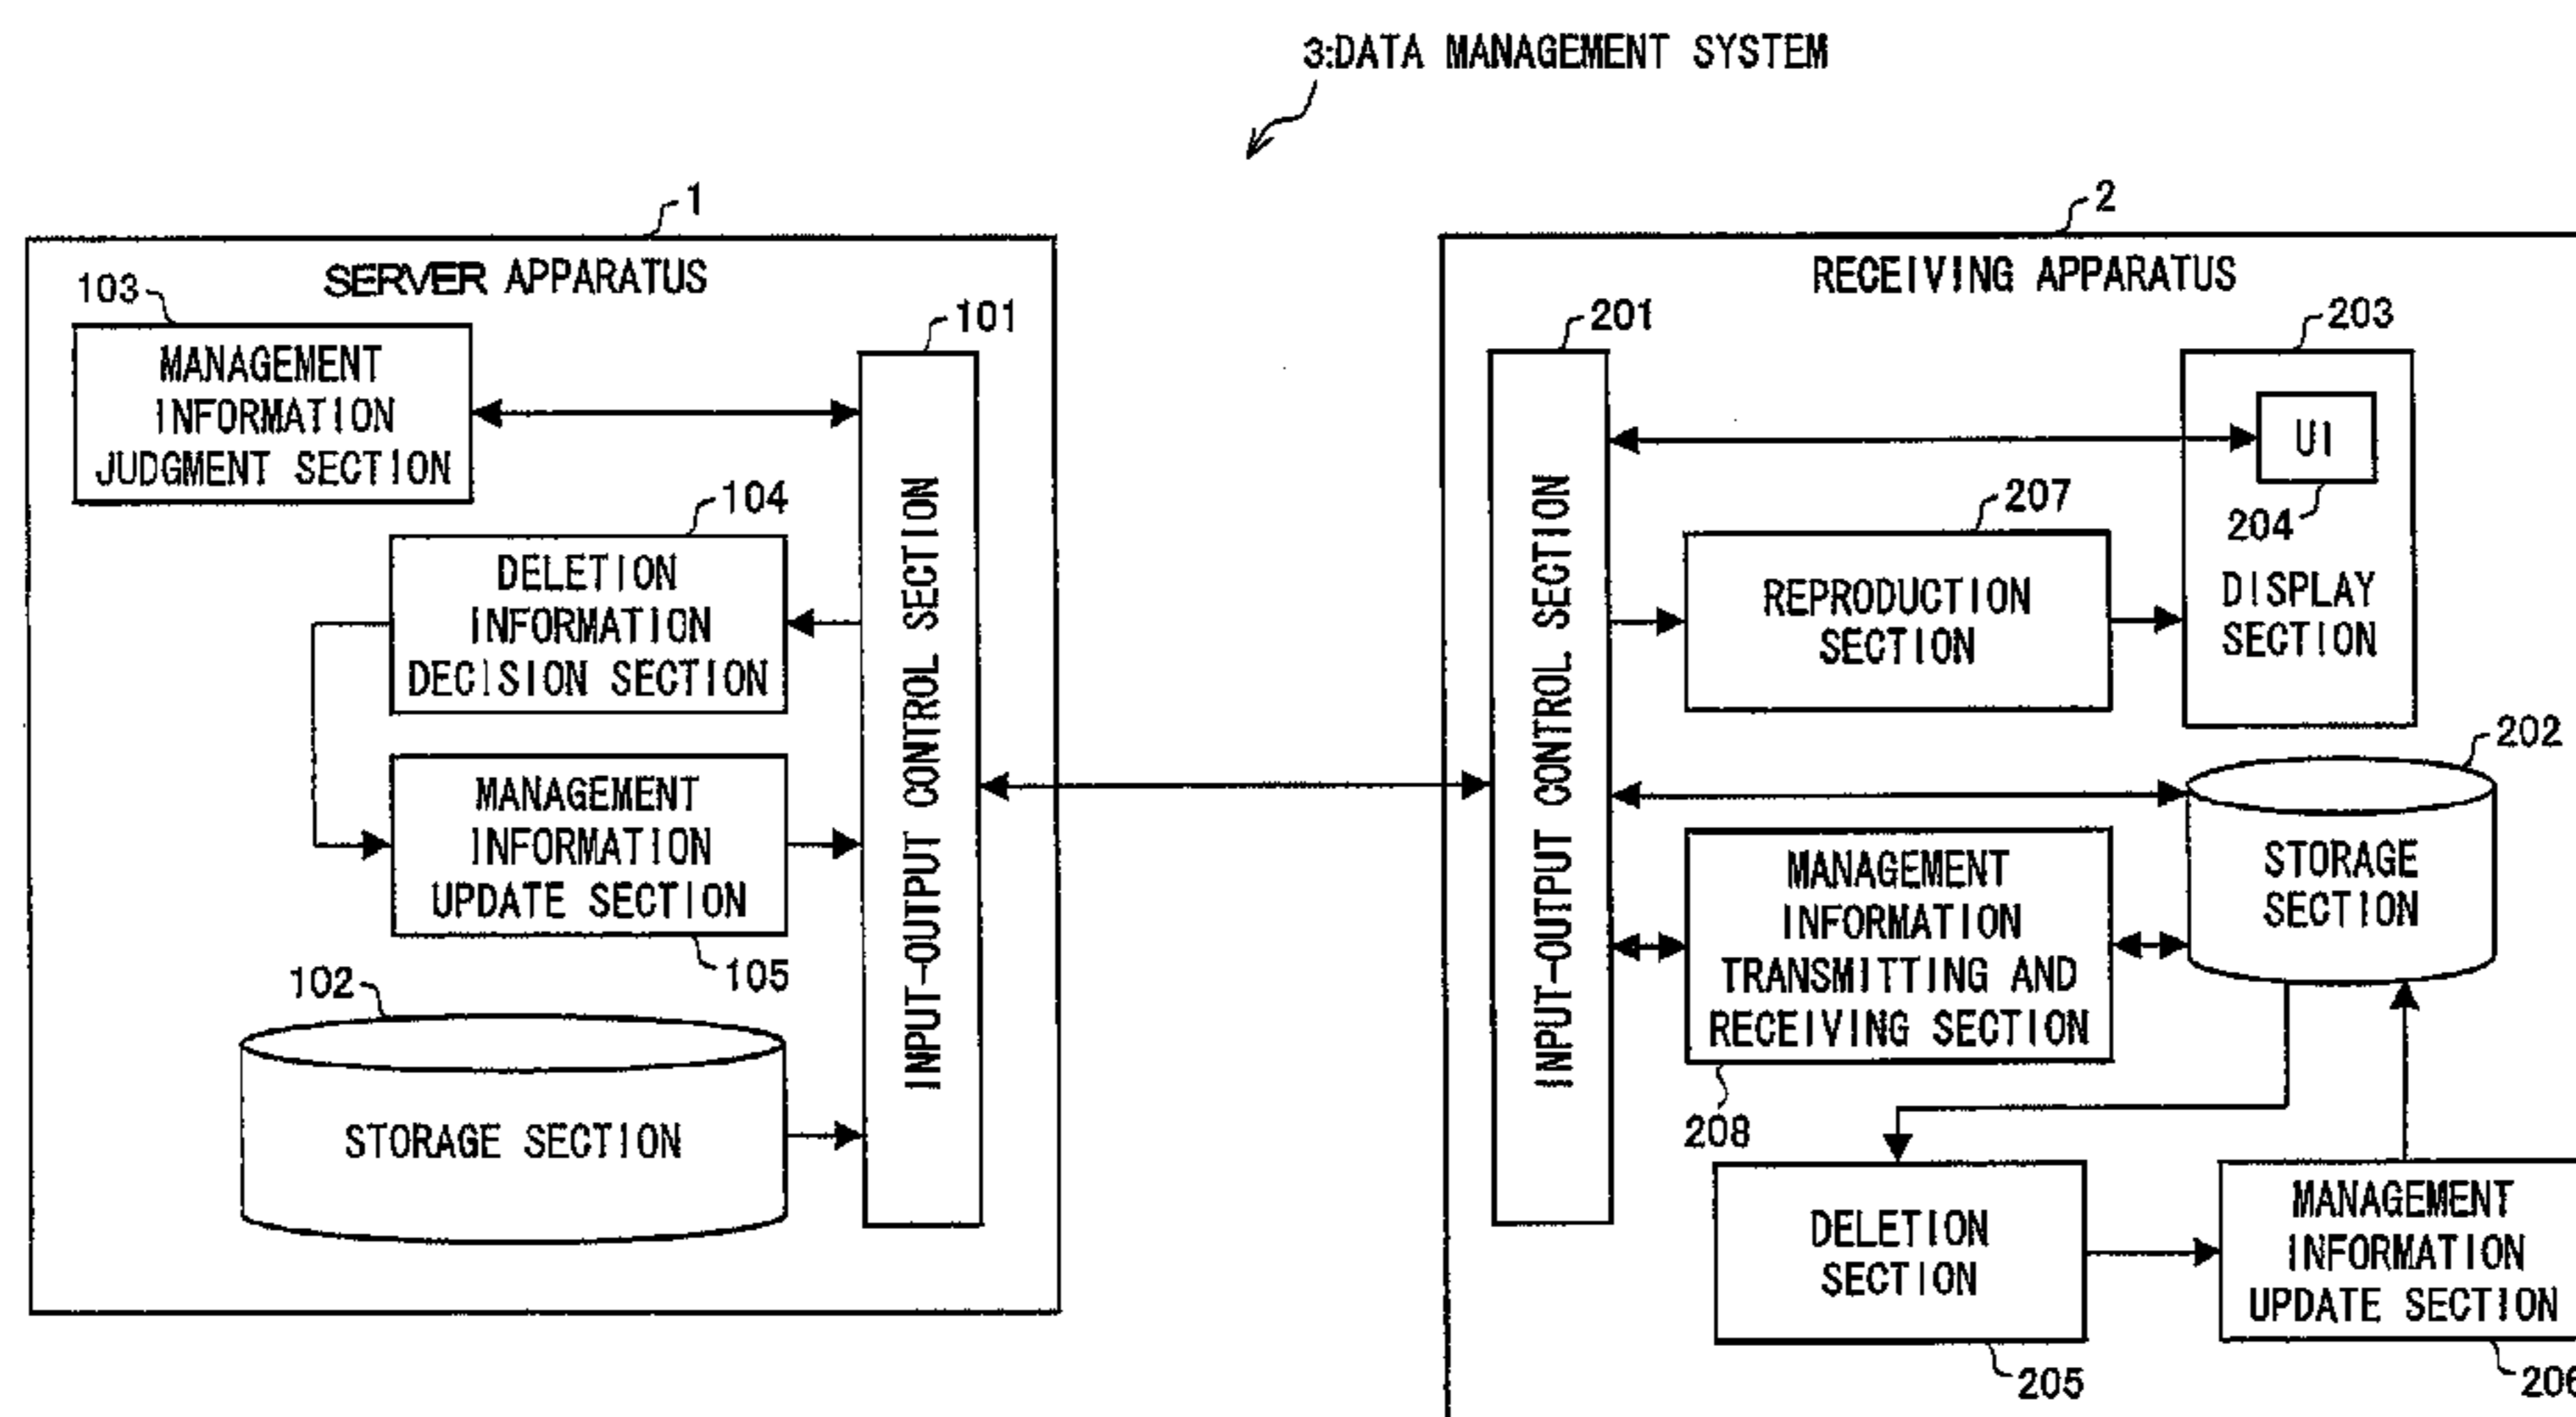 3:DATA MANAGEMENT SYSTEM
1
SERVER APPARATUS
103
MANAGEMENT
INFORMATION
JUDGMENT SECTION
101
INPUT-OUTPUT CONTROL SECTION
104
DELETION
INFORMATION
DECISION SECTION
MANAGEMENT
INFORMATION
UPDATE SECTION
105
102
STORAGE SECTION
2
RECEIVING APPARATUS
201
INPUT-OUTPUT CONTROL SECTION
203
UI
204
DISPLAY
SECTION
207
REPRODUCTION
SECTION
202
STORAGE
SECTION
MANAGEMENT
INFORMATION
TRANSMITTING AND
RECEIVING SECTION
208
DELETION
SECTION
205
MANAGEMENT
INFORMATION
UPDATE SECTION
206